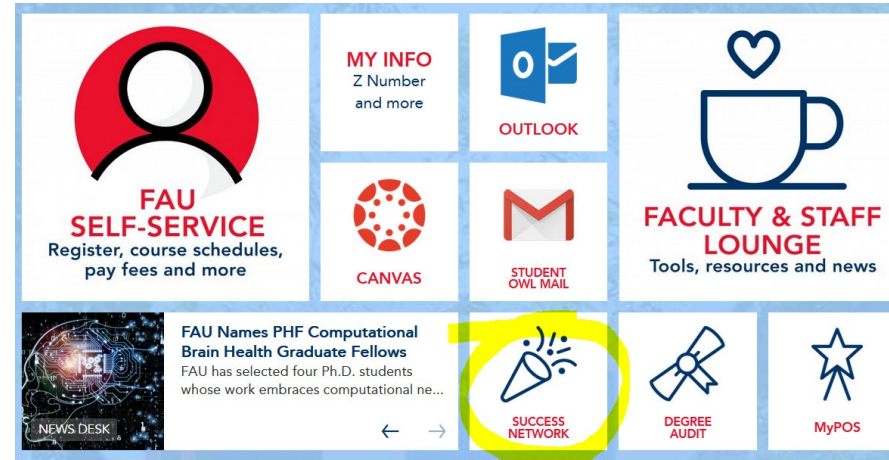 FAU
SELF-SERVICE
Register, course schedules,
pay fees and more
MY INFO
Z Number
and more
OUTLOOK
CANVAS
STUDENT
OWL MAIL
FACULTY & STAFF
LOUNGE
Tools, resources and news
NEWS DESK
FAU Names PHF Computational
Brain Health Graduate Fellows
FAU has selected four Ph.D. students
whose work embraces computational ne...
SUCCESS
NETWORK
DEGREE
AUDIT
MyPOS